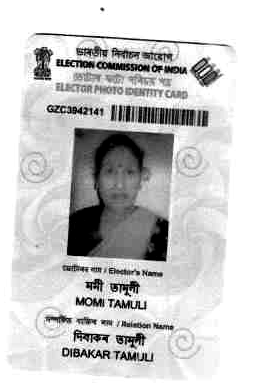 ভাৰতীয় নিৰ্বাচন আয়োগ
ELECTION COMMISSION OF INDIA
ভোটাৰ ফটো পৰিচয় পত্ৰ
ELECTOR PHOTO IDENTITY CARD
GZC3942141
ভোটাৰৰ নাম / Elector's Name
মমী তামূলী
MOMI TAMULI
সম্পৰ্কিত ব্যক্তিৰ নাম / Relation Name
দিবাকৰ তামূলী
DIBAKAR TAMULI